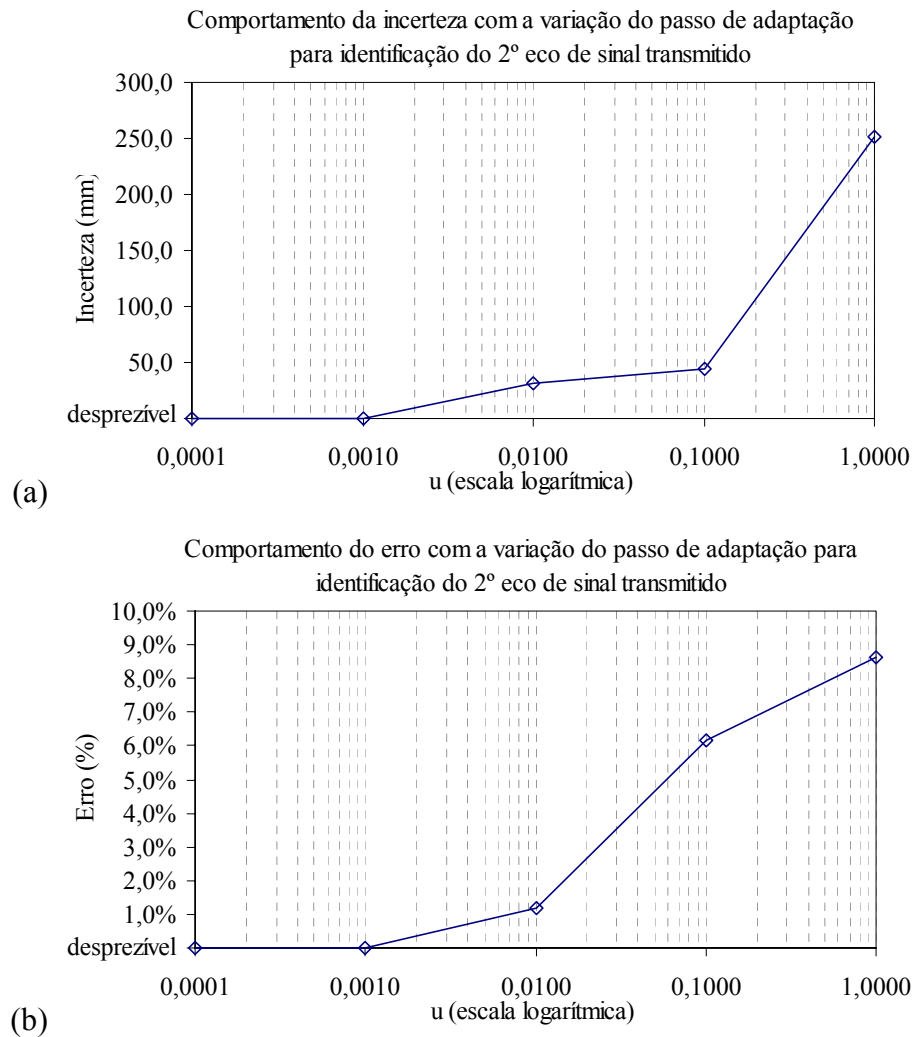 Comportamento da incerteza com a variação do passo de adaptação
para identificação do 2º eco de sinal transmitido
300,0
250,0
200,0
150,0
100,0
50,0
desprezível
Incerteza (mm)
0,0001 0,0010 0,0100 0,1000 1,0000
u (escala logarítmica)
(a)
Comportamento do erro com a variação do passo de adaptação para
identificação do 2º eco de sinal transmitido
10,0%
9,0%
8,0%
7,0%
6,0%
5,0%
4,0%
3,0%
2,0%
1,0%
desprezível
Erro (%)
0,0001 0,0010 0,0100 0,1000 1,0000
u (escala logarítmica)
(b)